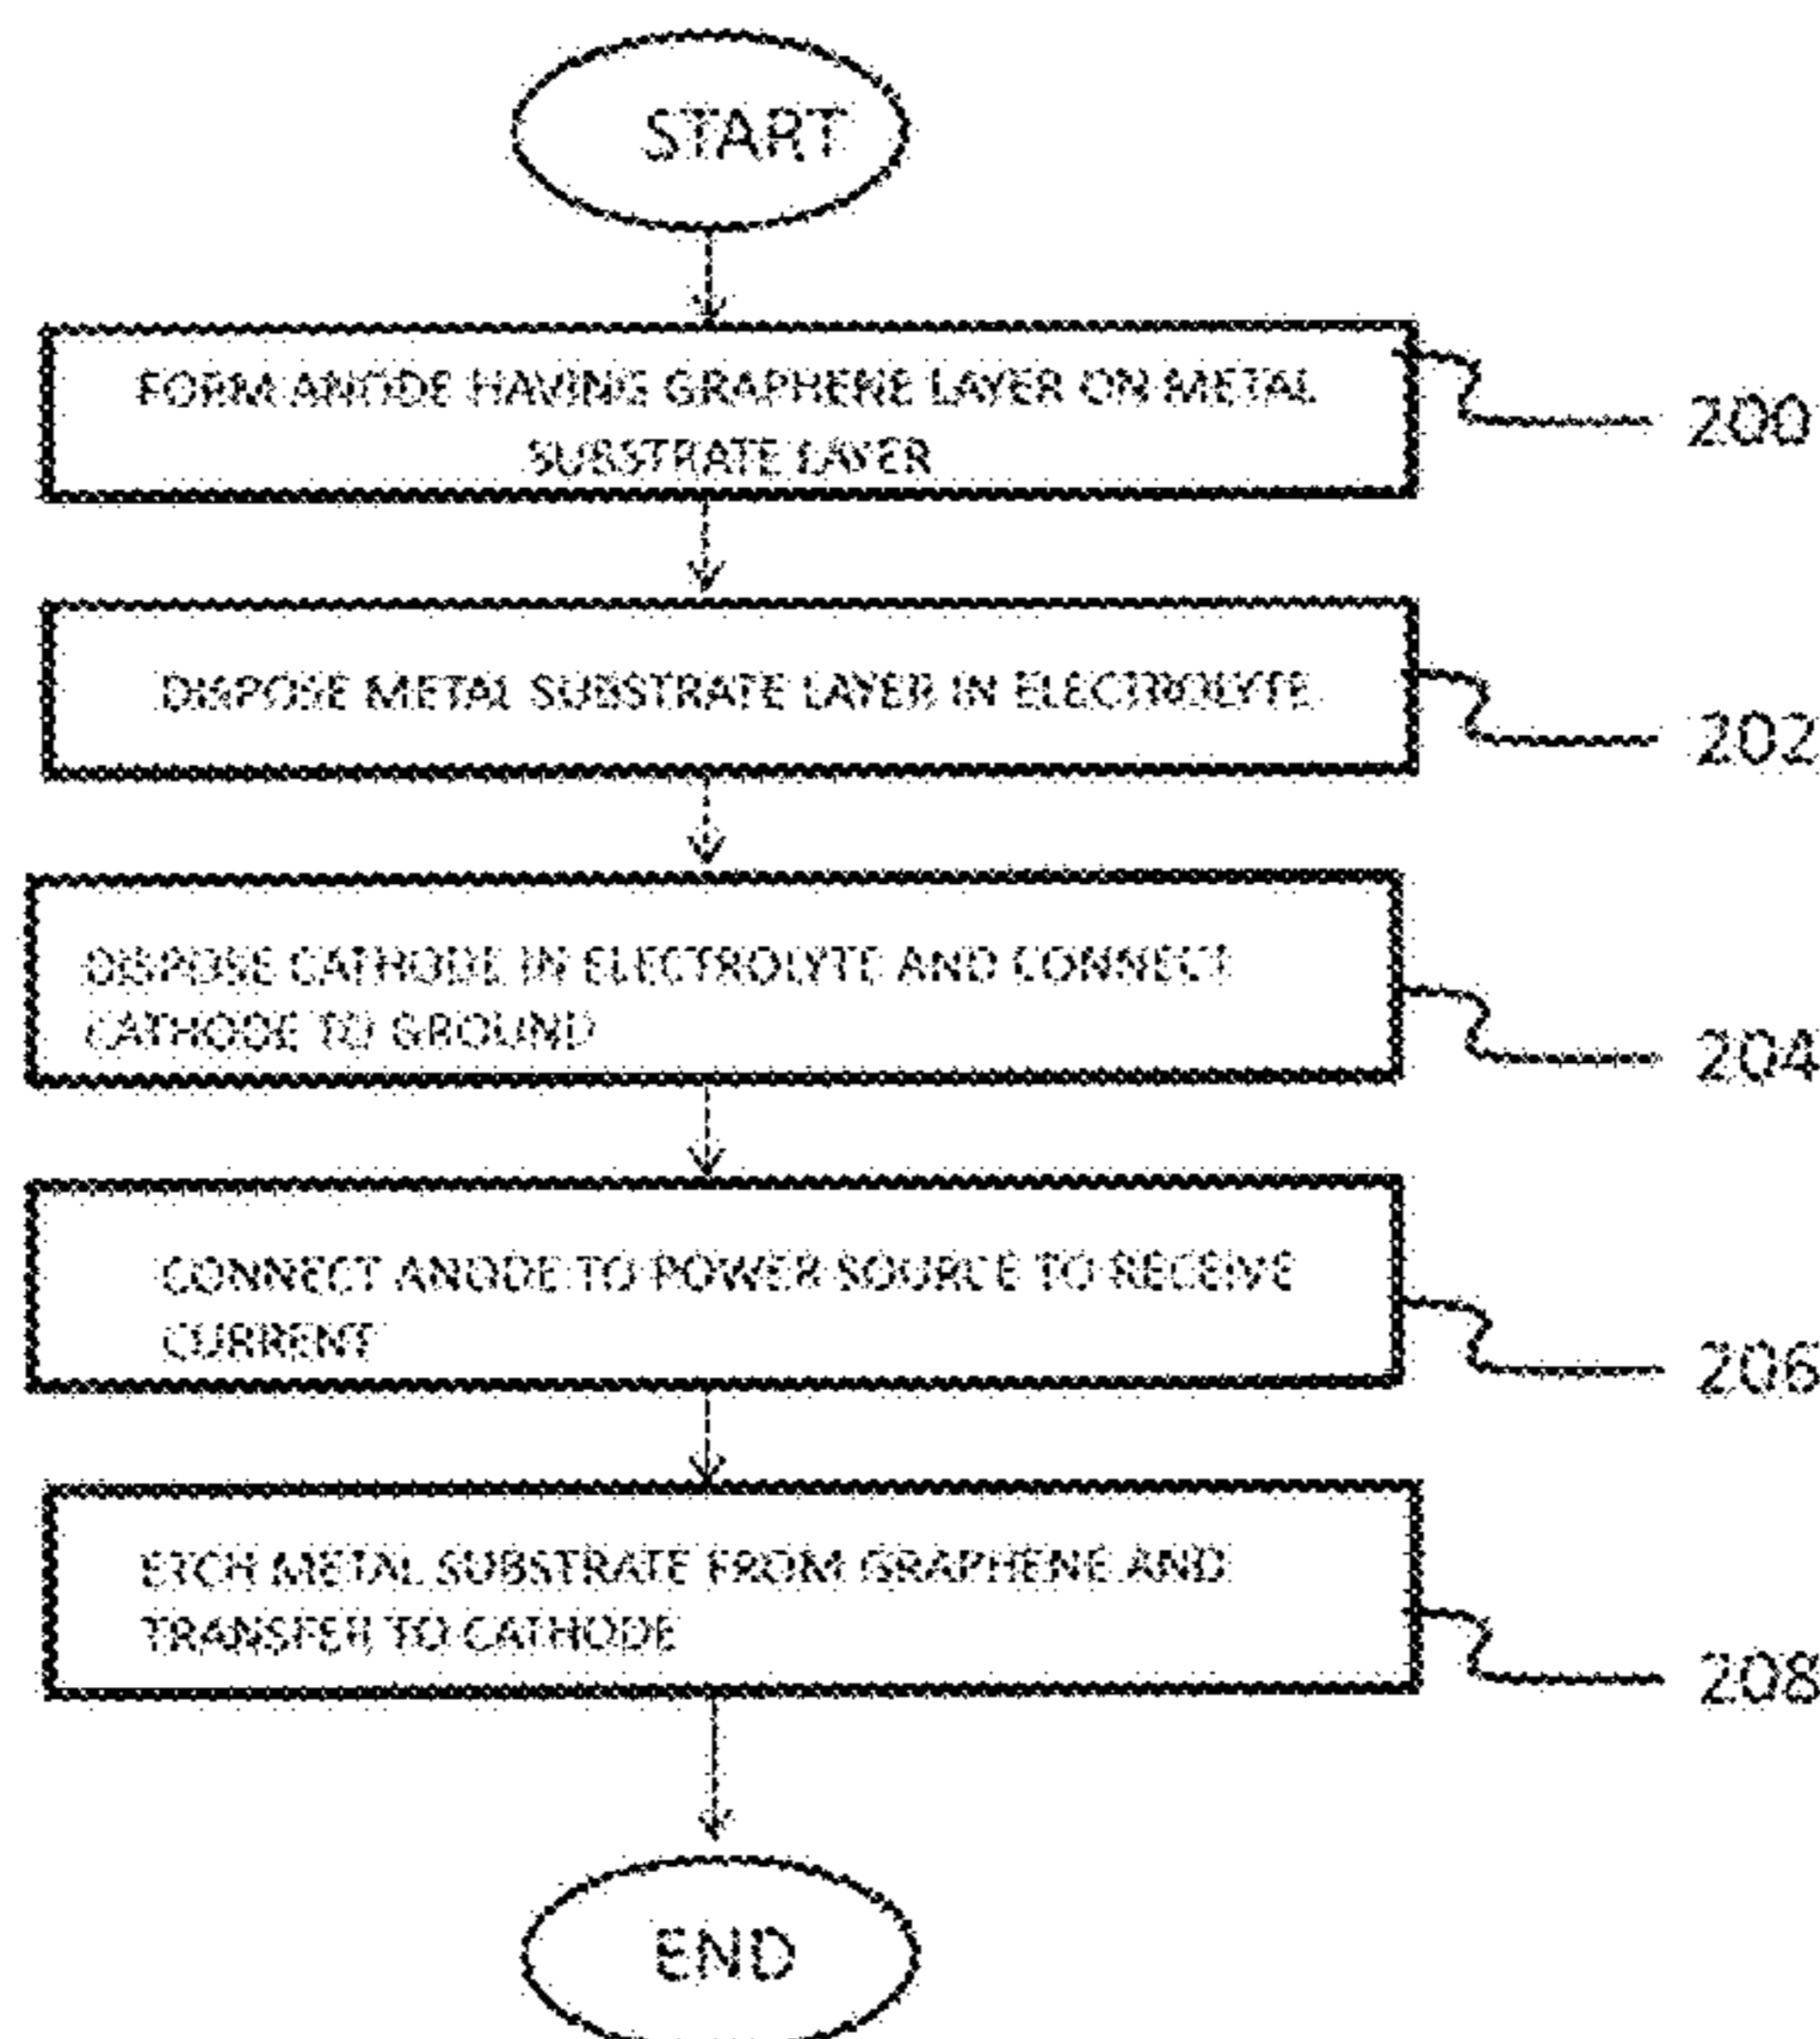 START
FORM ANODE HAVING GRAPHENE LAYER ON METAL
SUBSTRATE LAYER
200
DISPOSE METAL SUBSTRATE LAYER IN ELECTROLYTE
202
DISPOSE CATHODE IN ELECTROLYTE AND CONNECT
CATHODE TO GROUND
204
CONNECT ANODE TO POWER SOURCE TO RECEIVE
CURRENT
206
ETCH METAL SUBSTRATE FROM GRAPHENE AND
TRANSFER TO CATHODE
208
END